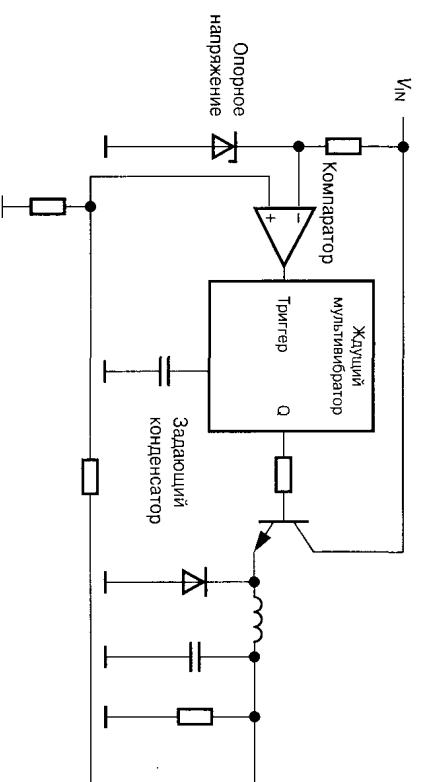 V_IN
Опорное
напряжение
Компаратор
−
+
Ждущий
мультивибратор
Триггер
Q
Задающий
конденсатор